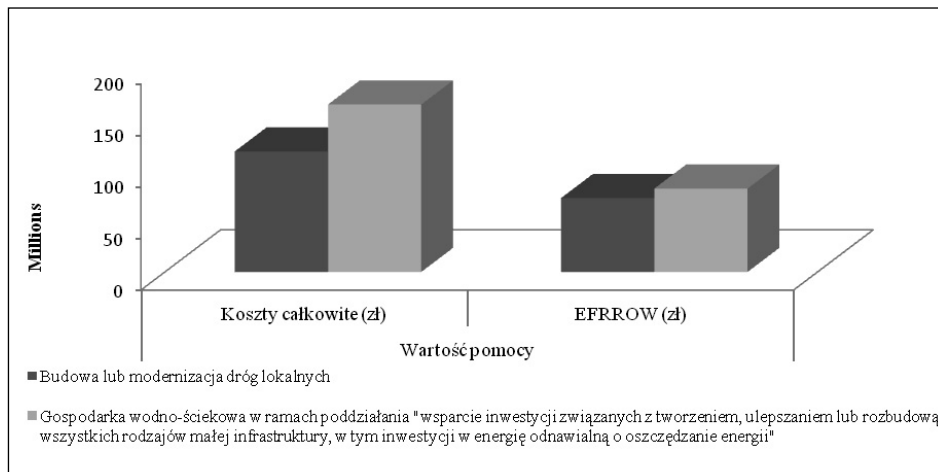 200
150
100
50
0
Millions
Koszty całkowite (zł)
EFRROW (zł)
Wartość pomocy
Budowa lub modernizacja dróg lokalnych
Gospodarka wodno-ściekowa w ramach poddziałania "wsparcie inwestycji związanych z tworzeniem, ulepszaniem lub rozbudową
wszystkich rodzajów małej infrastruktury, w tym inwestycji w energię odnawialną o oszczędzanie energii"